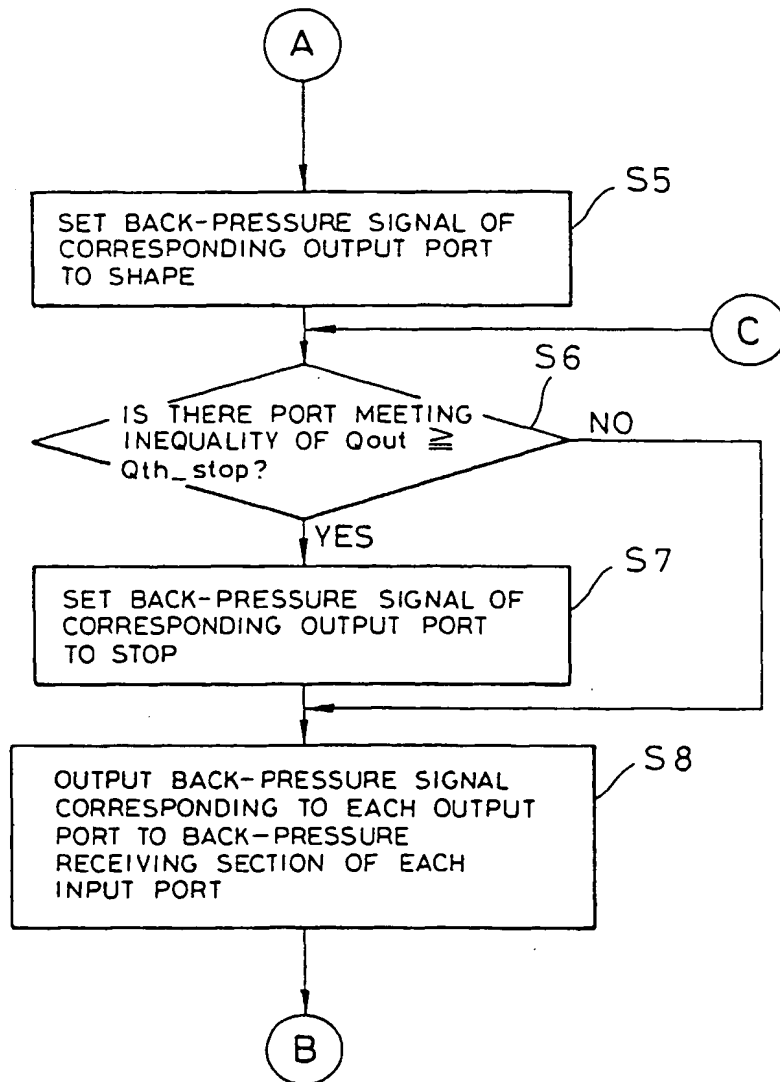 A
S5
SET BACK-PRESSURE SIGNAL OF
CORRESPONDING OUTPUT PORT
TO SHAPE
C
S6
IS THERE PORT MEETING
INEQUALITY OF Qout ≧
Qth_stop?
NO
YES
S7
SET BACK-PRESSURE SIGNAL OF
CORRESPONDING OUTPUT PORT
TO STOP
S8
OUTPUT BACK-PRESSURE SIGNAL
CORRESPONDING TO EACH OUTPUT
PORT TO BACK-PRESSURE
RECEIVING SECTION OF EACH
INPUT PORT
B